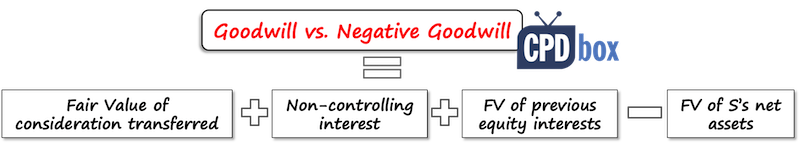 Goodwill vs. Negative Goodwill
CPD box
=
Fair Value of
consideration transferred
+
Non-controlling
interest
+
FV of previous
equity interests
-
FV of S's net
assets